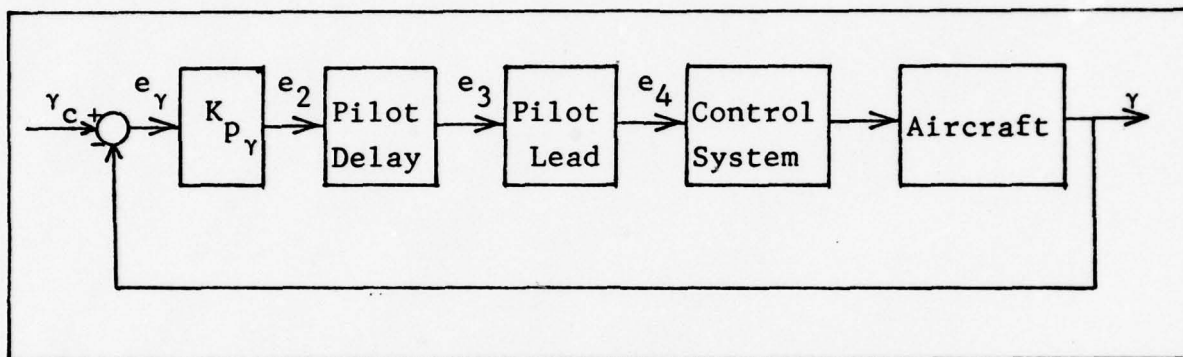 γc
+
-
eγ
Kpγ
e2
Pilot
Delay
e3
Pilot
Lead
e4
Control
System
Aircraft
γ